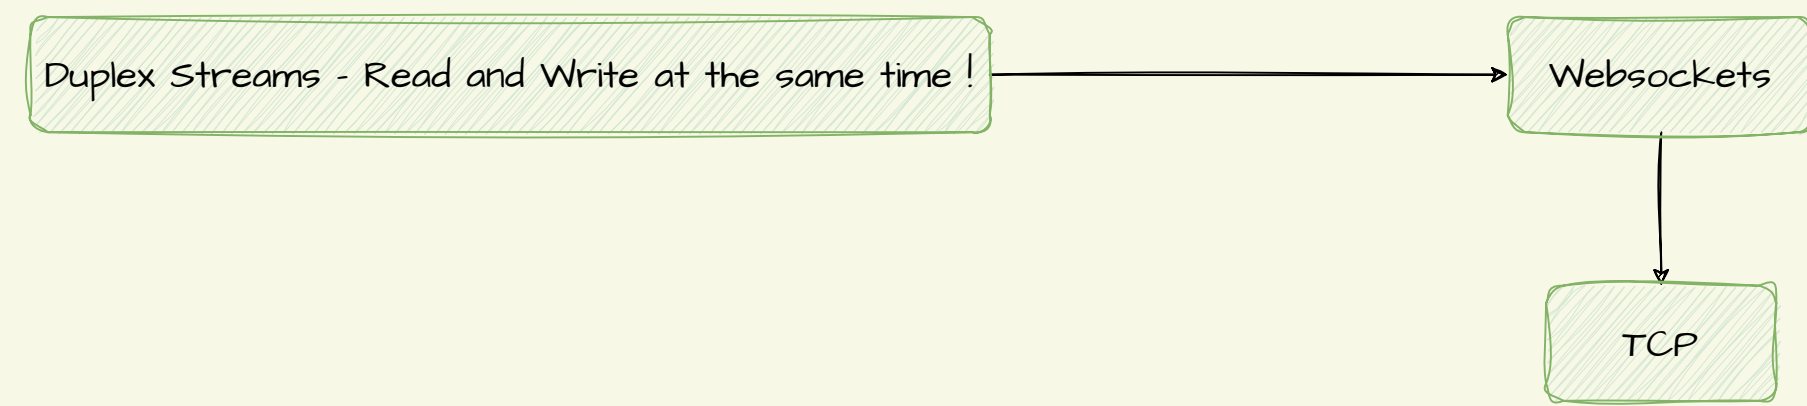 Duplex Streams - Read and Write at the same time !
Websockets
TCP